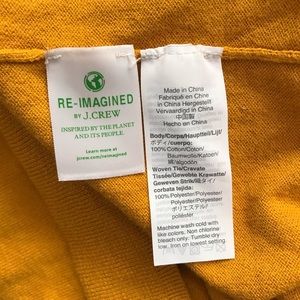 RE-IMAGINED
BY J.CREW
INSPIRED BY THE PLANET
AND ITS PEOPLE
Learn more at
jcrew.com/reimagined
Made in China
Fabriqué en Chine
In China Hergestellt
Vervaardigd in China
中国製
Hecho en China
Body/Corps/Hauptteil/Lijf/
ボディ/cuerpo:
100%Cotton/Coton/
Baumwolle/Katoen/
綿/algodón
Woven Tie/Cravate
Tissée/Gewebte Krawatte/
Geweven Strik/織タイ/
corbata tejida:
100%Polyester/Polyester/
Polyester/Polyester/
ポリエステル/
poliéster
Machine wash cold with
like colors. Non chlorine
bleach only. Tumble dry
low. Iron on lowest setting.